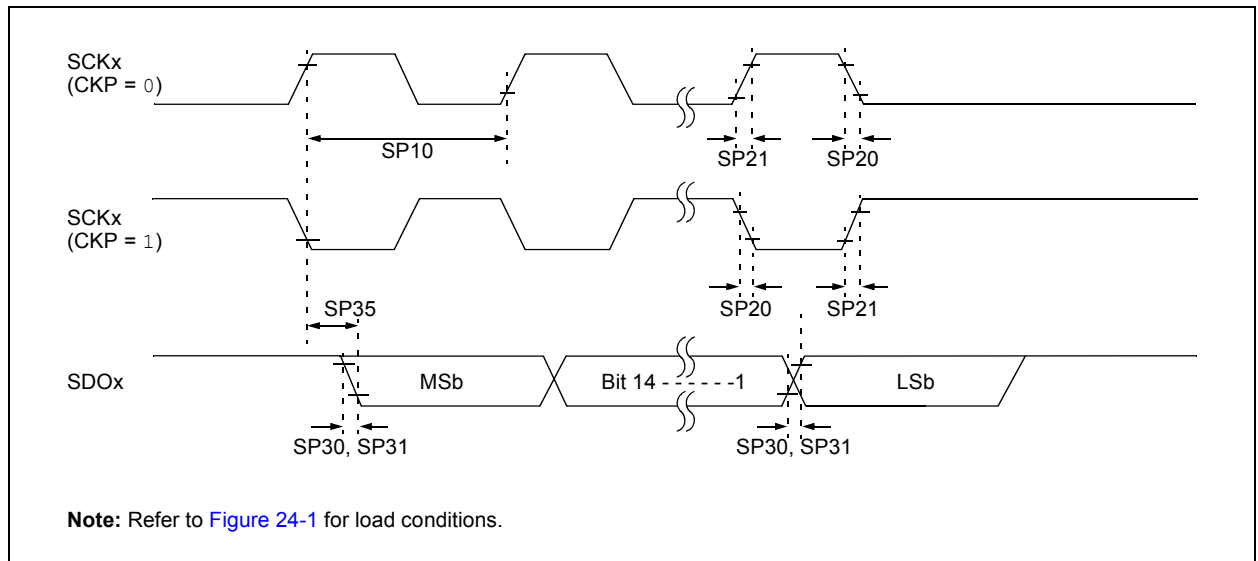 SCKx
(CKP = 0)
SP10
SP21
SP20
SCKx
(CKP = 1)
SP20
SP21
SP35
SDOx
MSb
Bit 14 - - - - - -1
LSb
SP30, SP31
SP30, SP31
Note: Refer to Figure 24-1 for load conditions.